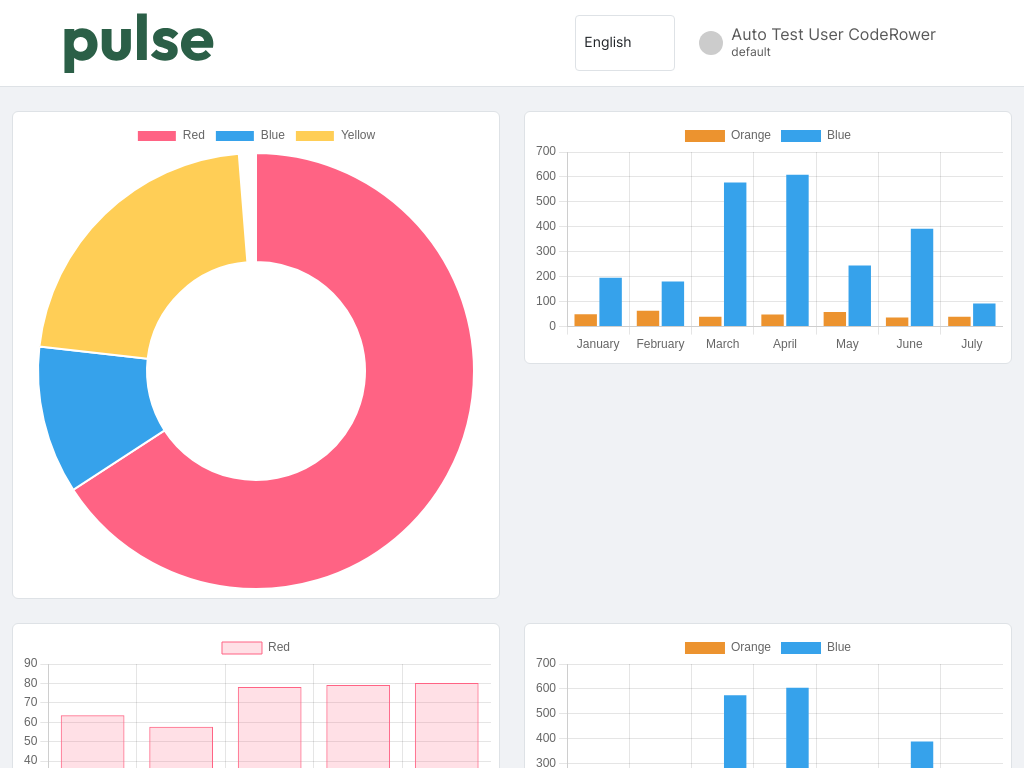 pulse
English
Auto Test User CodeRower
default
Red Blue Yellow
Orange Blue
700
600
500
400
300
200
100
0
January February March April May June July
Red
90
80
70
60
50
40
Orange Blue
700
600
500
400
300